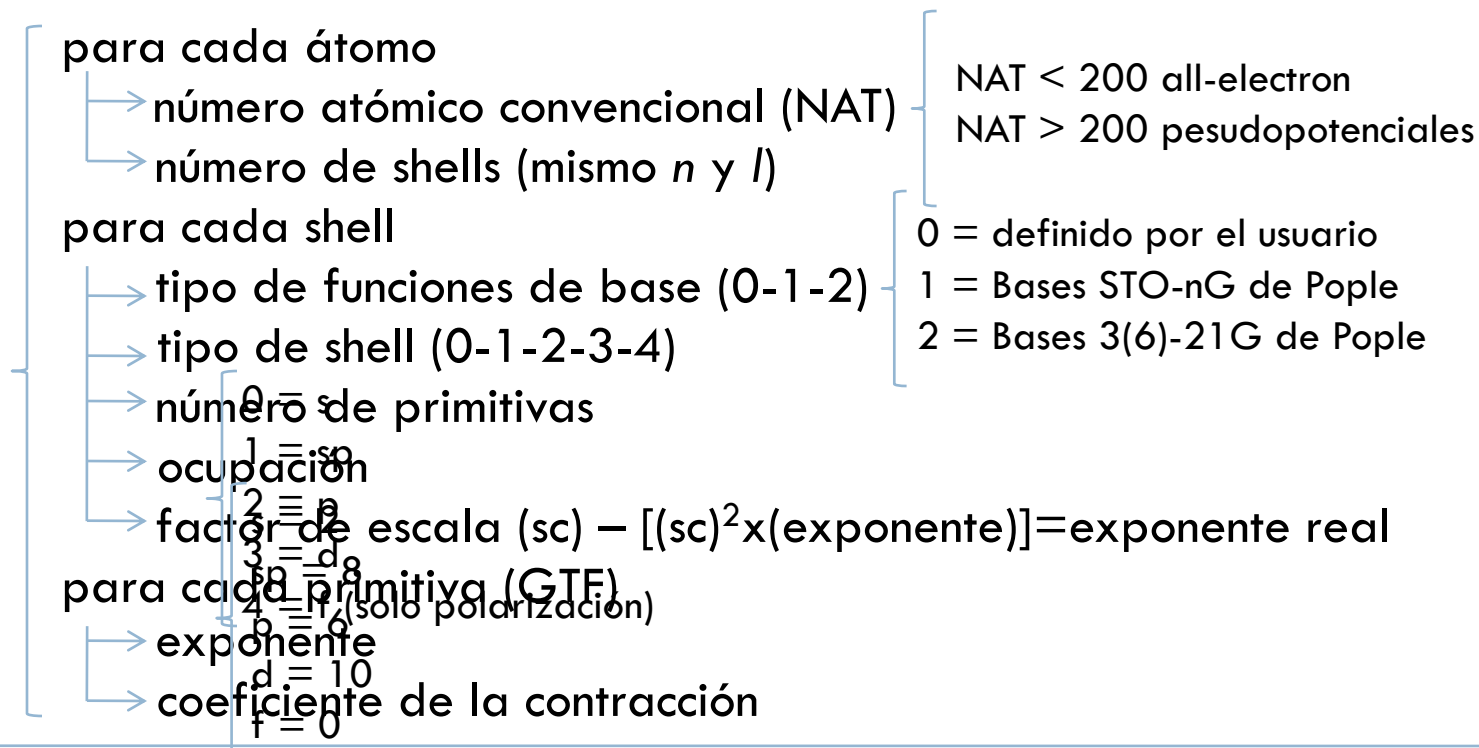 para cada átomo
número atómico convencional (NAT)
número de shells (mismo n y l)
NAT < 200 all-electron
NAT > 200 pesudopotenciales
para cada shell
tipo de funciones de base (0-1-2)
0 = definido por el usuario
1 = Bases STO-nG de Pople
2 = Bases 3(6)-21G de Pople
tipo de shell (0-1-2-3-4)
número de primitivas
ocupación
factor de escala (sc) – [(sc)²x(exponente)]=exponente real
0 = s
1 = sp
2 = p
3 = d
4 = f (solo polarización)
s = 2
sp = 8
p = 6
d = 10
f = 0
para cada primitiva (GTF)
exponente
coeficiente de la contracción